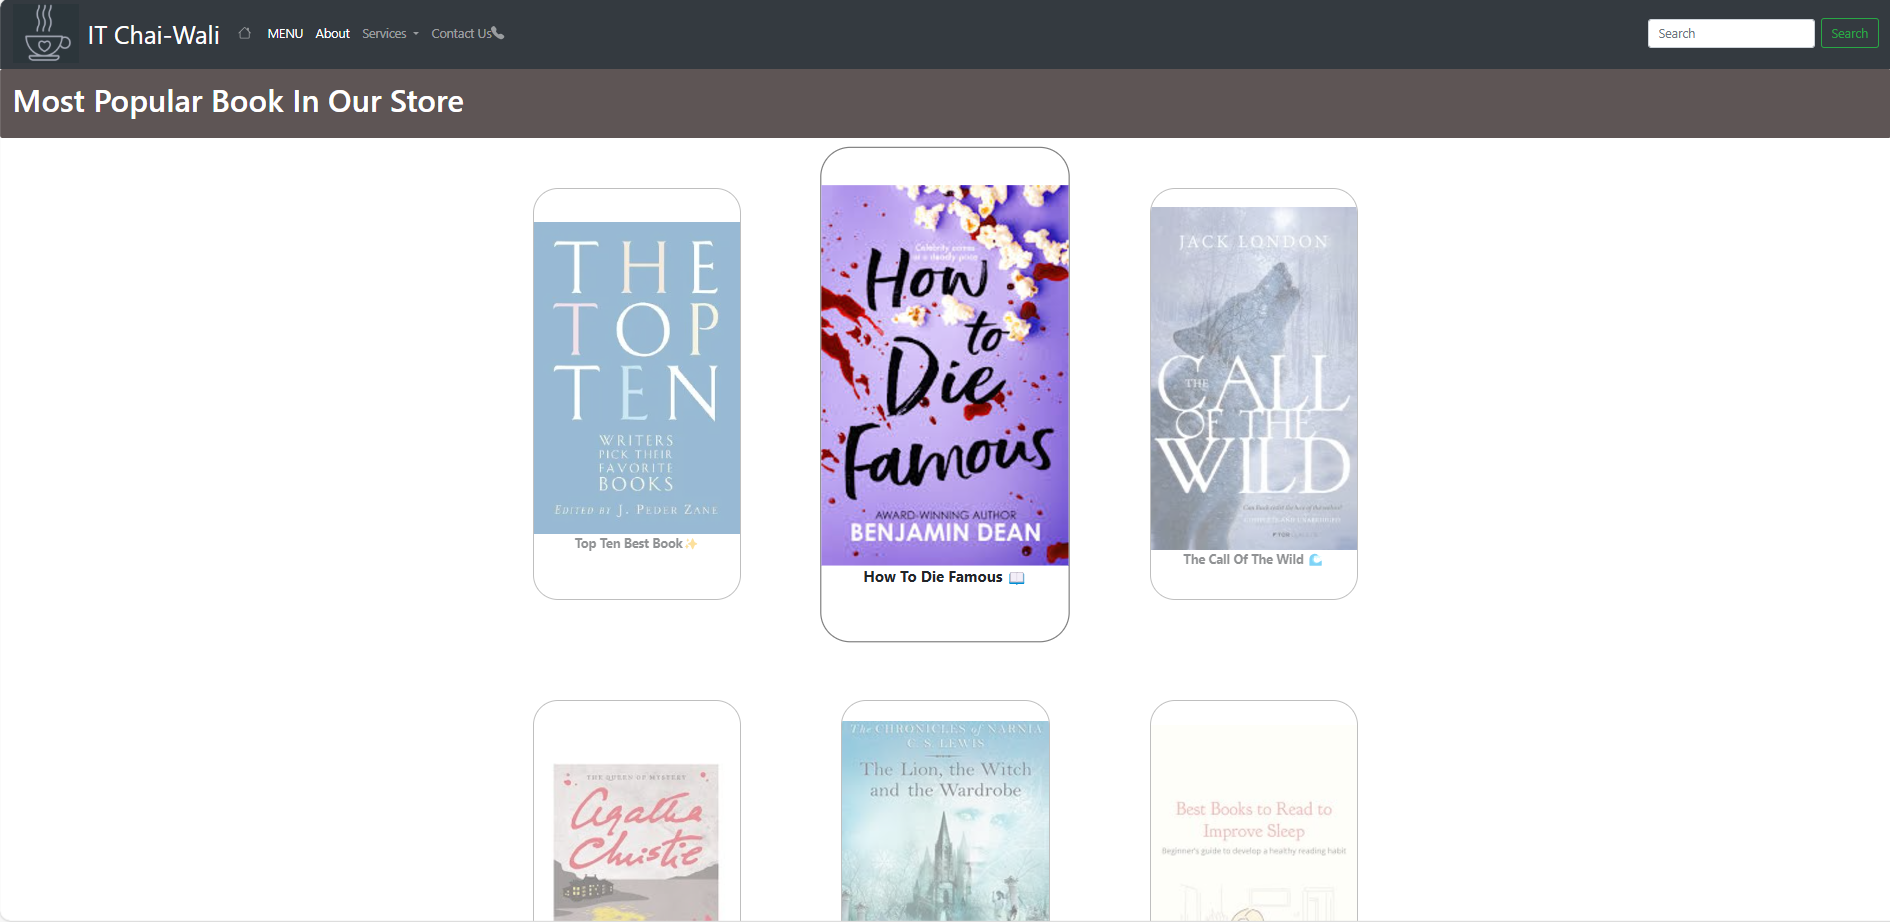 IT Chai-Wali
MENU
About
Services
Contact Us
Search
Search
Most Popular Book In Our Store
THE
TOP
TEN
WRITERS
PICK THEIR
FAVORITE
BOOKS
EDITED BY J. PEDER ZANE
Top Ten Best Book✨
Celebrity comes
at a deadly price
How
to
Die
Famous
AWARD-WINNING AUTHOR
BENJAMIN DEAN
How To Die Famous 📖
JACK LONDON
THE CALL
OF THE
WILD
COMPLETE AND UNABRIDGED
The Call Of The Wild 🌊
THE QUEEN OF MYSTERY
Agatha
Christie
The CHRONICLES of NARNIA
C. S. LEWIS
The Lion, the Witch
and the Wardrobe
Best Books to Read to
Improve Sleep
Beginner's guide to develop a healthy reading habit